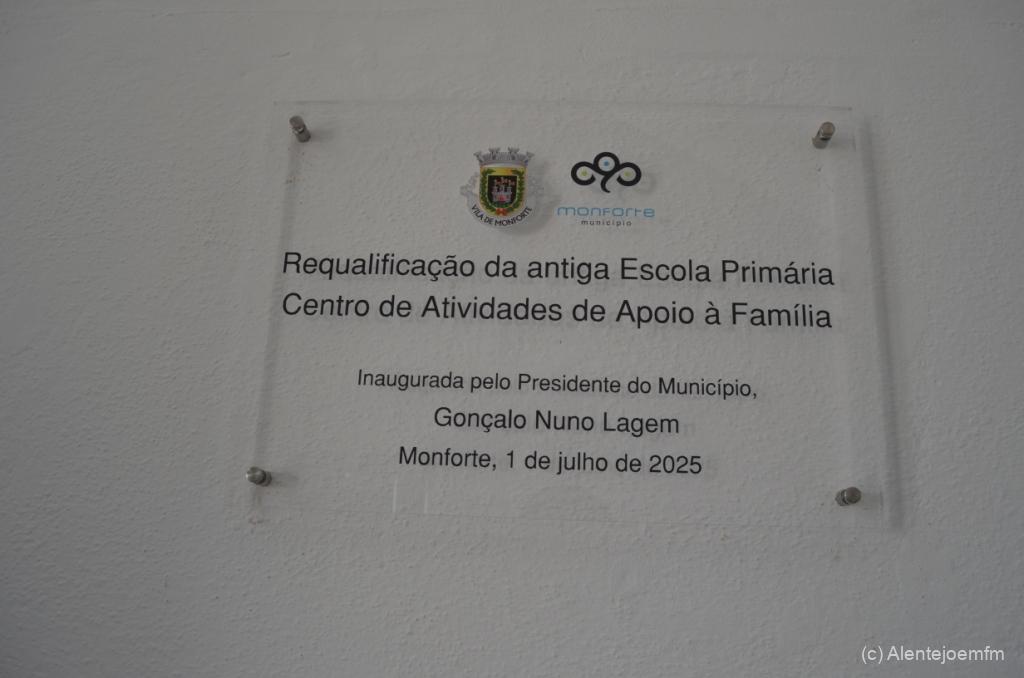 VILA DE MONFORTE
monforte
município
Requalificação da antiga Escola Primária
Centro de Atividades de Apoio à Família
Inaugurada pelo Presidente do Município,
Gonçalo Nuno Lagem
Monforte, 1 de julho de 2025
(c) Alentejoemfm